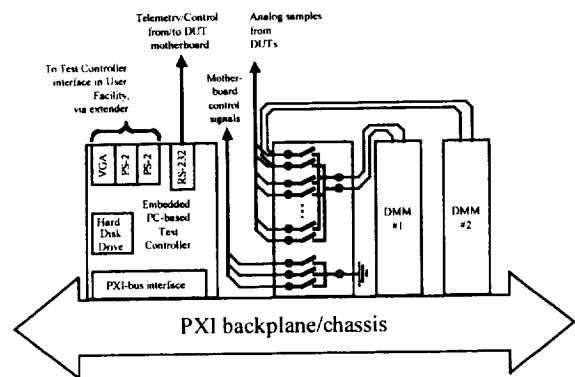 Telemetry/Control
from/to DUT
motherboard
Analog samples
from
DUTs
To Test Controller
interface in User
Facility,
via extender
Mother-
board
control
signals
VGA
PS-2
PS-2
RS-232
Embedded
PC-based
Test
Controller
Hard
Disk
Drive
PXI-bus interface
DMM
#1
DMM
#2
PXI backplane/chassis